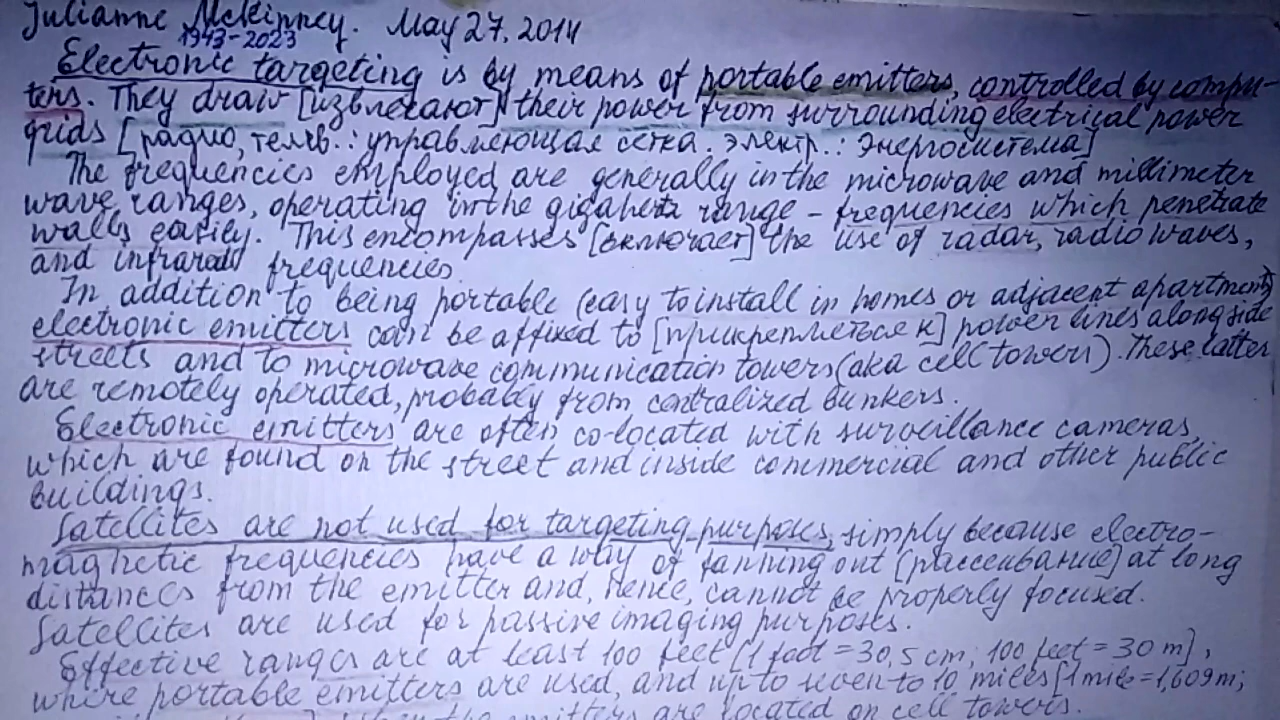 Julianne McKinney. May 27, 2014
1943-2023
Electronic targeting is by means of portable emitters, controlled by compu-
ters. They draw [извлекают] their power from surrounding electrical power
grids [радио, телев.: управляющая сетка. электр.: Энергосистема]
The frequencies employed are generally in the microwave and millimeter
wave ranges, operating in the gigahertz range - frequencies which penetrate
walls easily. This encompasses [включает] the use of radar, radio waves,
and infrared frequencies.
In addition to being portable (easy to install in homes or adjacent apartments)
electronic emitters can be affixed to [прикрепляться к] power lines alongside
streets and to microwave communication towers (aka cell towers). These latter
are remotely operated, probably from centralized bunkers.
Electronic emitters are often co-located with surveillance cameras,
which are found on the street and inside commercial and other public
buildings.
Satellites are not used for targeting purposes, simply because electro-
magnetic frequencies have a way of fanning out [рассеивание] at long
distances from the emitter and, hence, cannot be properly focused.
Satellites are used for passive imaging purposes.
Effective ranges are at least 100 feet [1 foot = 30,5 cm; 100 feet = 30 m],
where portable emitters are used, and up to seven to 10 miles [1 mile = 1,609 m;
the emitters are located on cell towers.